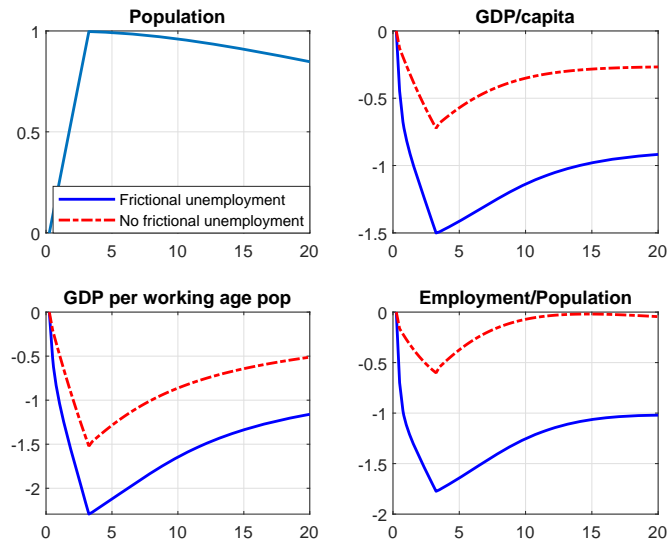 Population
1
0.5
0
0 5 10 15 20
Frictional unemployment
No frictional unemployment
GDP/capita
0
-0.5
-1
-1.5
0 5 10 15 20
GDP per working age pop
0
-0.5
-1
-1.5
-2
0 5 10 15 20
Employment/Population
0
-0.5
-1
-1.5
-2
0 5 10 15 20